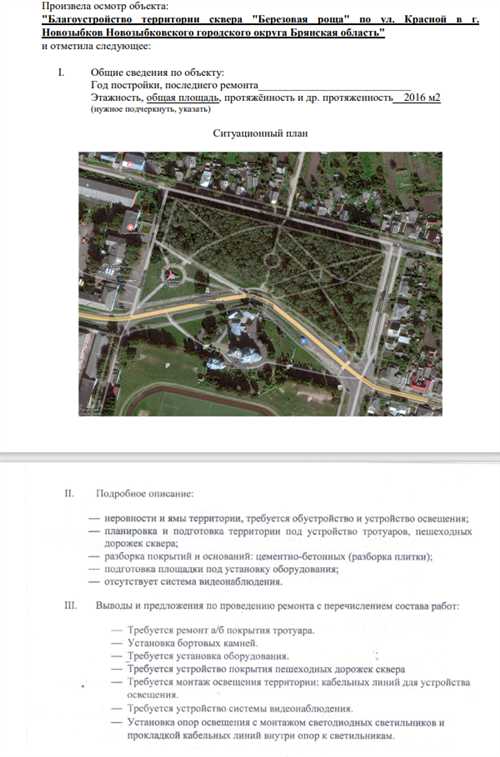 Произвела осмотр объекта:
"Благоустройство территории сквера "Березовая роща" по ул. Красной в г.
Новозыбков Новозыбковского городского округа Брянская область"
и отметила следующее:
I. Общие сведения по объекту:
Год постройки, последнего ремонта
Этажность, общая площадь, протяжённость и др. протяженность 2016 м2
(нужное подчеркнуть, указать)
Ситуационный план
II. Подробное описание:
— неровности и ямы территории, требуется обустройство и устройство освещения;
— планировка и подготовка территории под устройство тротуаров, пешеходных
дорожек сквера;
— разборка покрытий и оснований: цементно-бетонных (разборка плитки);
— подготовка площадки под установку оборудования;
— отсутствует система видеонаблюдения.
III. Выводы и предложения по проведению ремонта с перечислением состава работ:
— Требуется ремонт а/б покрытия тротуара.
— Установка бортовых камней.
— Требуется установка оборудования.
— Требуется устройство покрытия пешеходных дорожек сквера
— Требуется монтаж освещения территории: кабельных линий для устройства
освещения.
— Требуется устройство системы видеонаблюдения.
— Установка опор освещения с монтажом светодиодных светильников и
прокладкой кабельных линий внутри опор к светильникам.